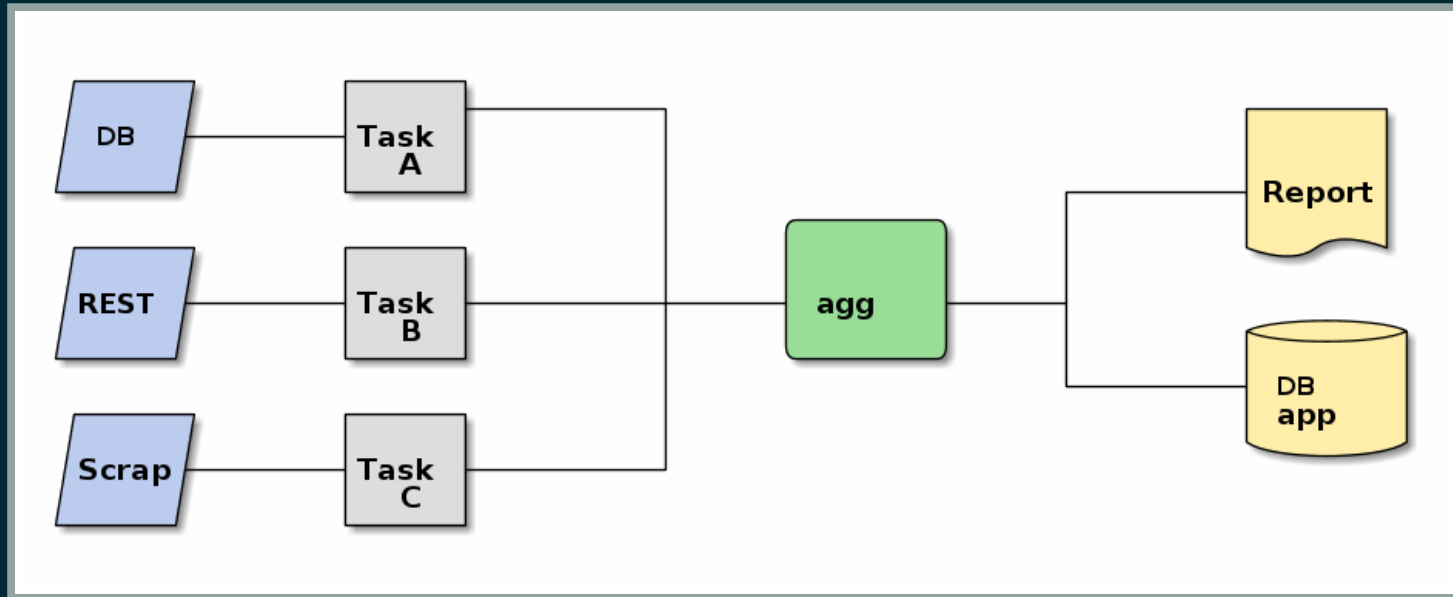 DB
Task
A
REST
Task
B
Scrap
Task
C
agg
Report
DB
app